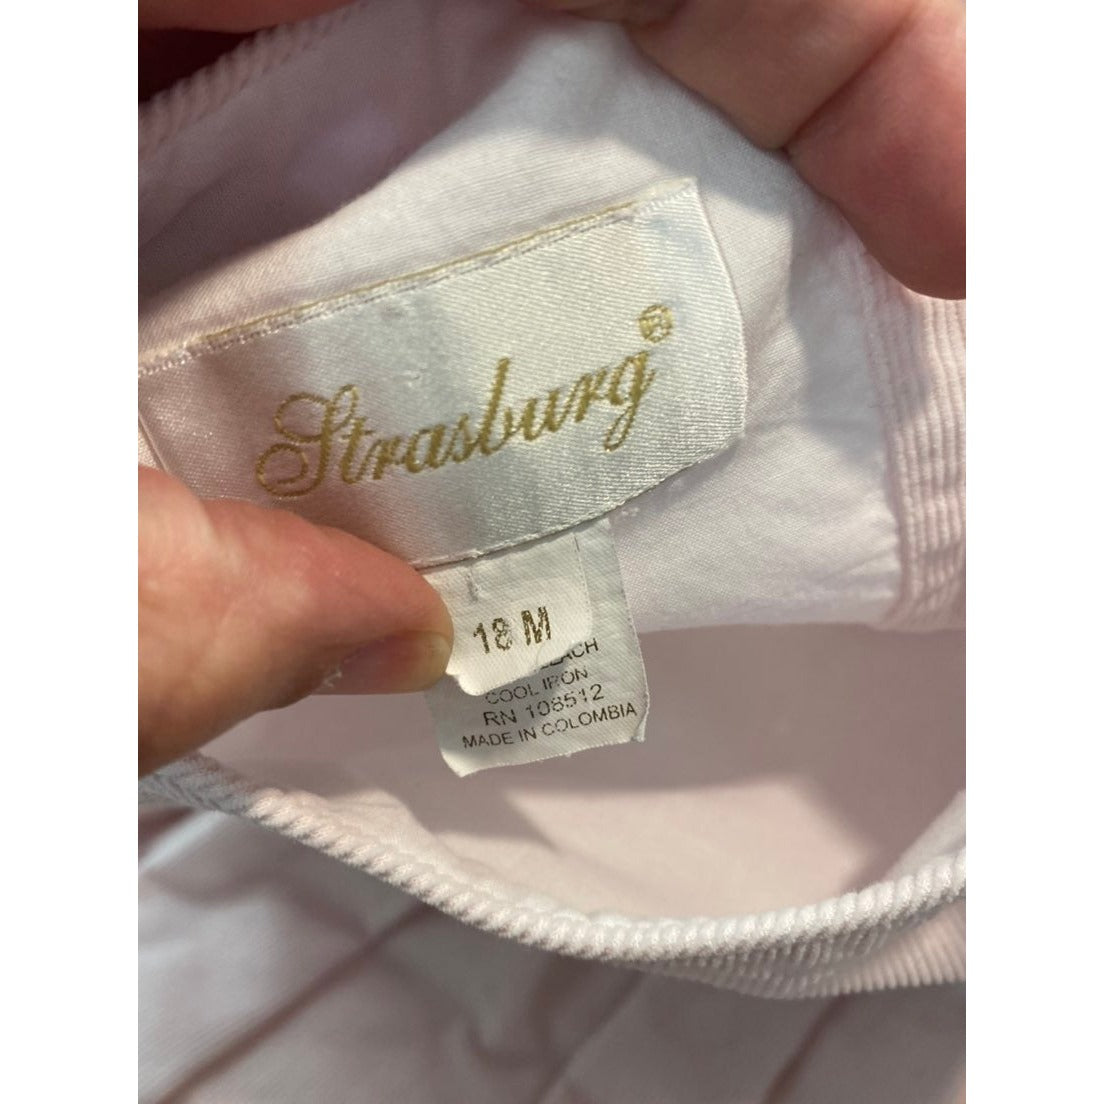 Strasburg®
18 M
COOL IRON
RN 108512
MADE IN COLOMBIA